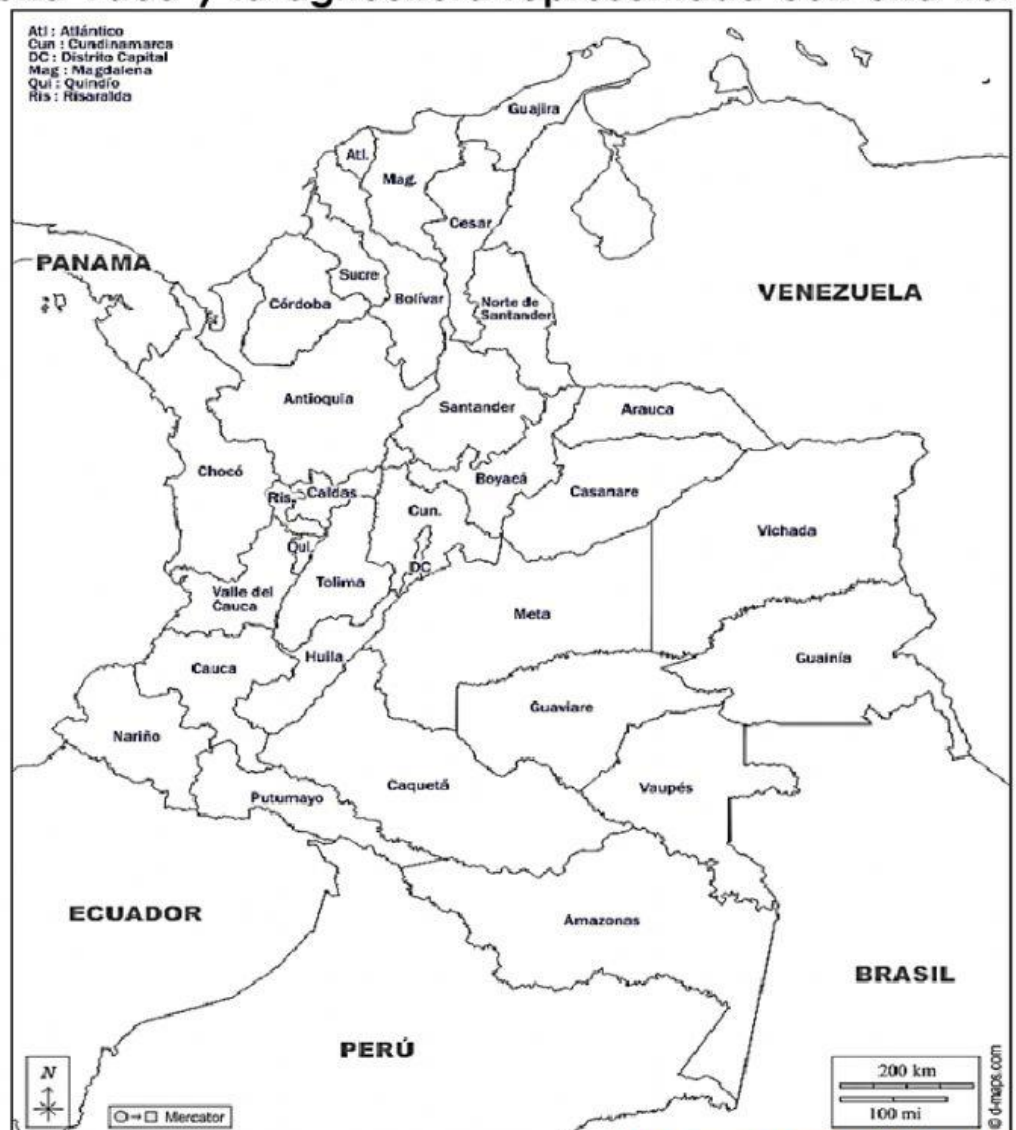 Atl : Atlántico
Cun : Cundinamarca
DC : Distrito Capital
Mag : Magdalena
Qui : Quindío
Ris : Risaralda
Guajira
Atl.
Mag.
Cesar
PANAMA
Sucre
Córdoba
Bolívar
Norte de
Santander
VENEZUELA
Antioquia
Santander
Arauca
Chocó
Boyacá
Ris.
Caldas
Casanare
Cun.
Vichada
Qui.
DC
Tolima
Valle del
Cauca
Meta
Huila
Cauca
Guainía
Guaviare
Nariño
Caquetá
Vaupés
Putumayo
ECUADOR
Amazonas
BRASIL
PERÚ
N
Mercator
200 km
100 mi
© d-maps.com